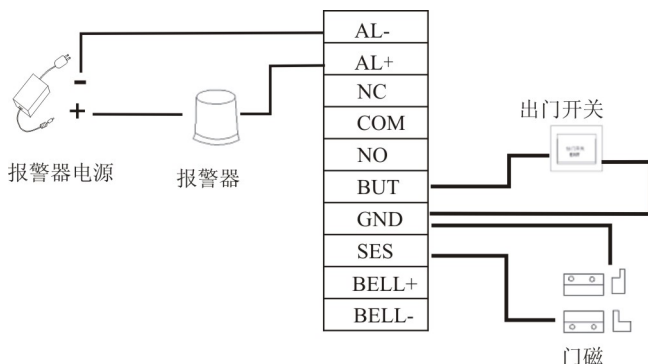 AL-
AL+
NC
COM
NO
BUT
GND
SES
BELL+
BELL-
-
+
报警器电源
报警器
出门开关
门磁